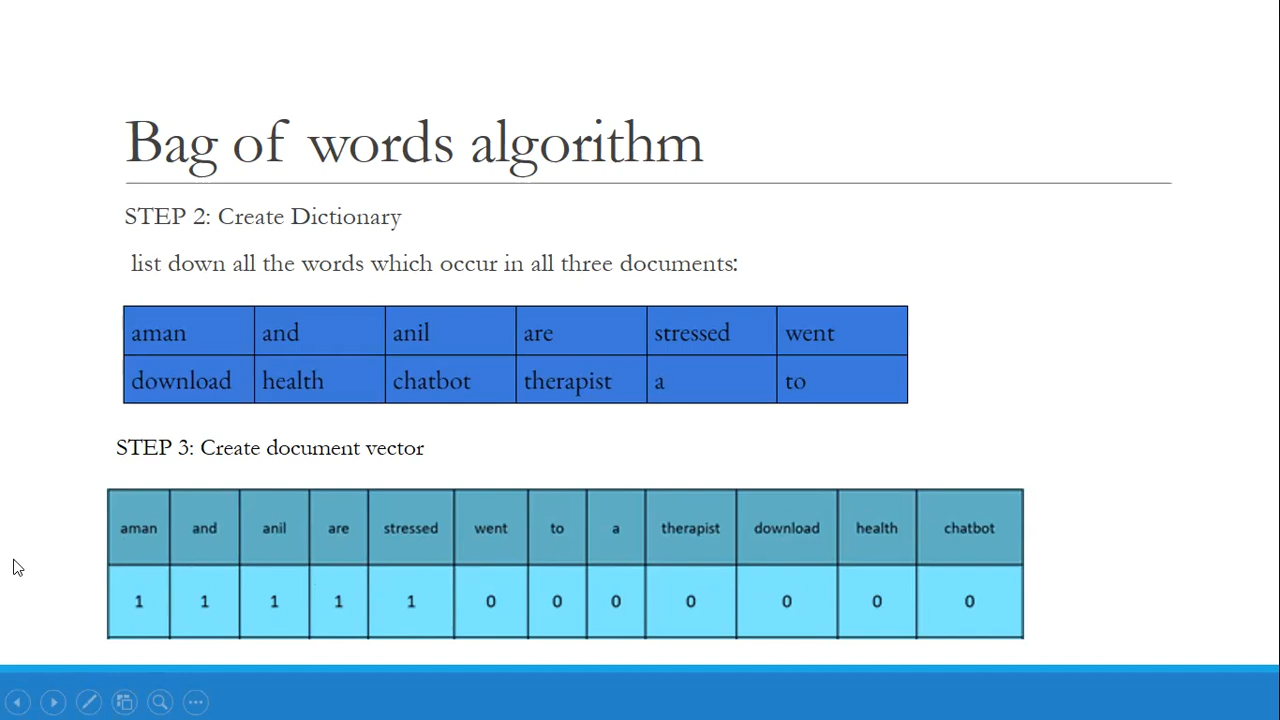 Bag of words algorithm
STEP 2: Create Dictionary
list down all the words which occur in all three documents:
aman and anil are stressed went
download health chatbot therapist a to
STEP 3: Create document vector
aman and anil are stressed went to a therapist download health chatbot
1 1 1 1 1 0 0 0 0 0 0 0